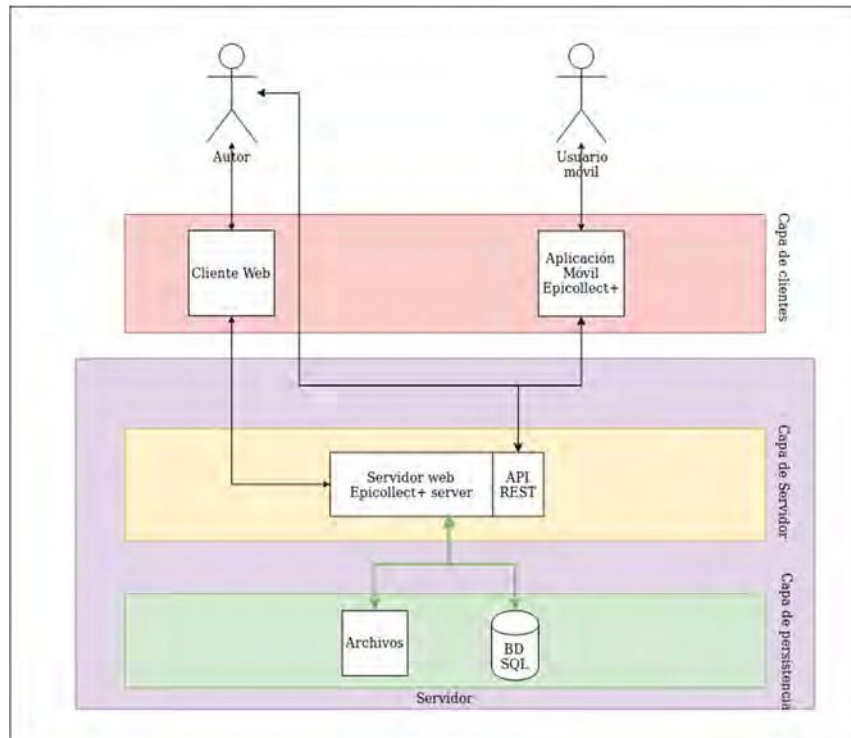 Autor
Usuario
móvil
Capa de clientes
Cliente Web
Aplicación
Móvil
Epicollect+
Capa de Servidor
Servidor web
Epicollect+ server
API
REST
Capa de persistencia
Archivos
BD
SQL
Servidor